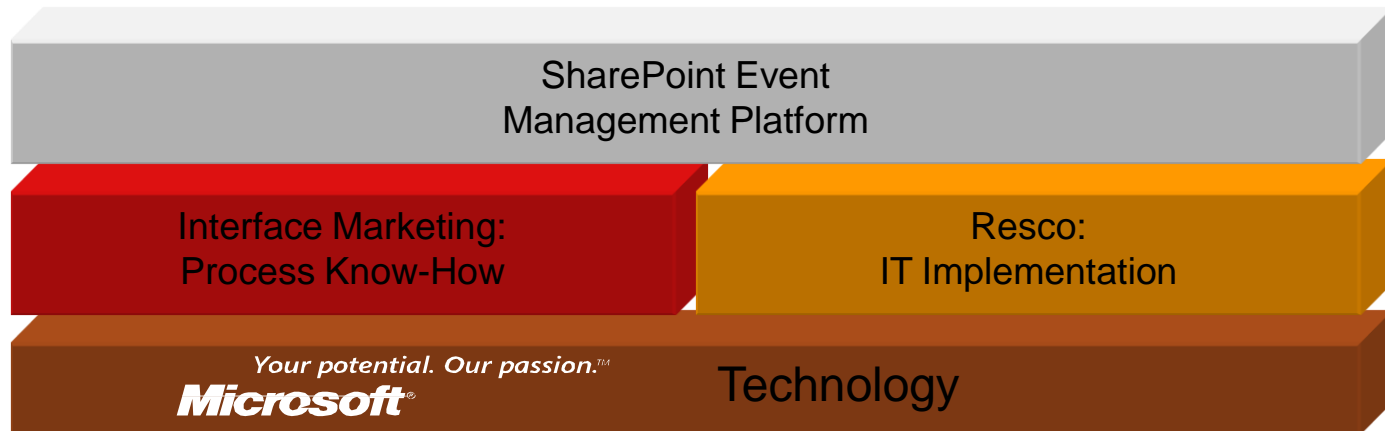 SharePoint Event
Management Platform
Interface Marketing:
Process Know-How
Resco:
IT Implementation
Your potential. Our passion.™
Microsoft®
Technology